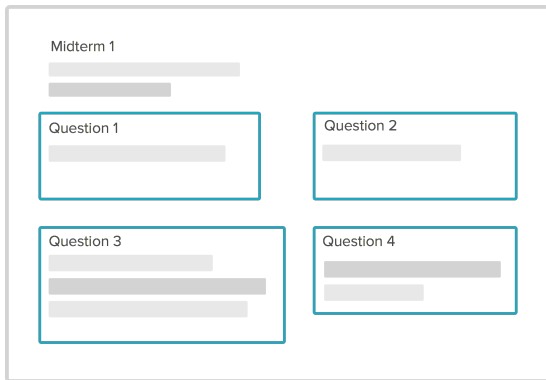 Midterm 1
Question 1
Question 2
Question 3
Question 4